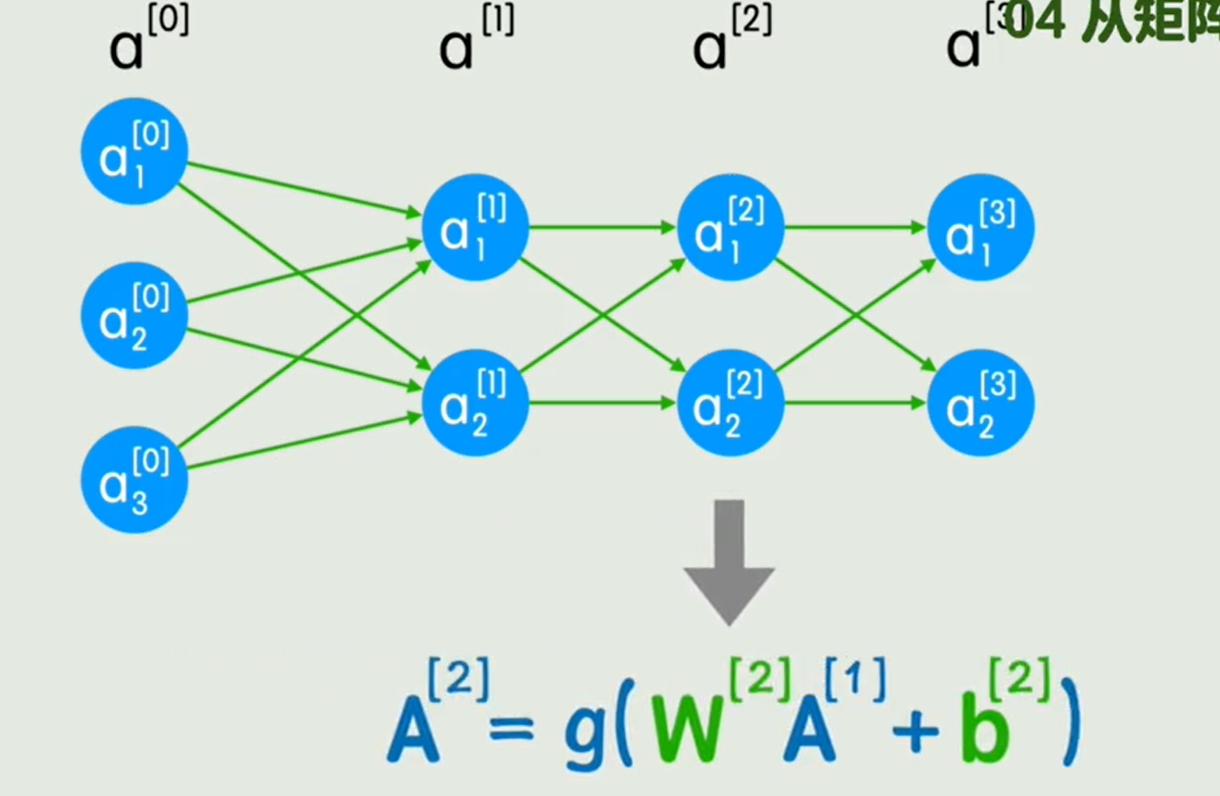 a^[0] a^[1] a^[2] a^[3] 04 从矩阵
a_1^[0]
a_1^[1] a_1^[2] a_1^[3]
a_2^[0]
a_2^[1] a_2^[2] a_2^[3]
a_3^[0]
A^[2] = g(W^[2]A^[1] + b^[2])